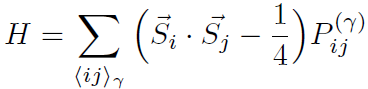 H = \sum_{\langle ij \rangle_\gamma} \left( \vec{S}_i \cdot \vec{S}_j - \frac{1}{4} \right) P_{ij}^{(\gamma)}